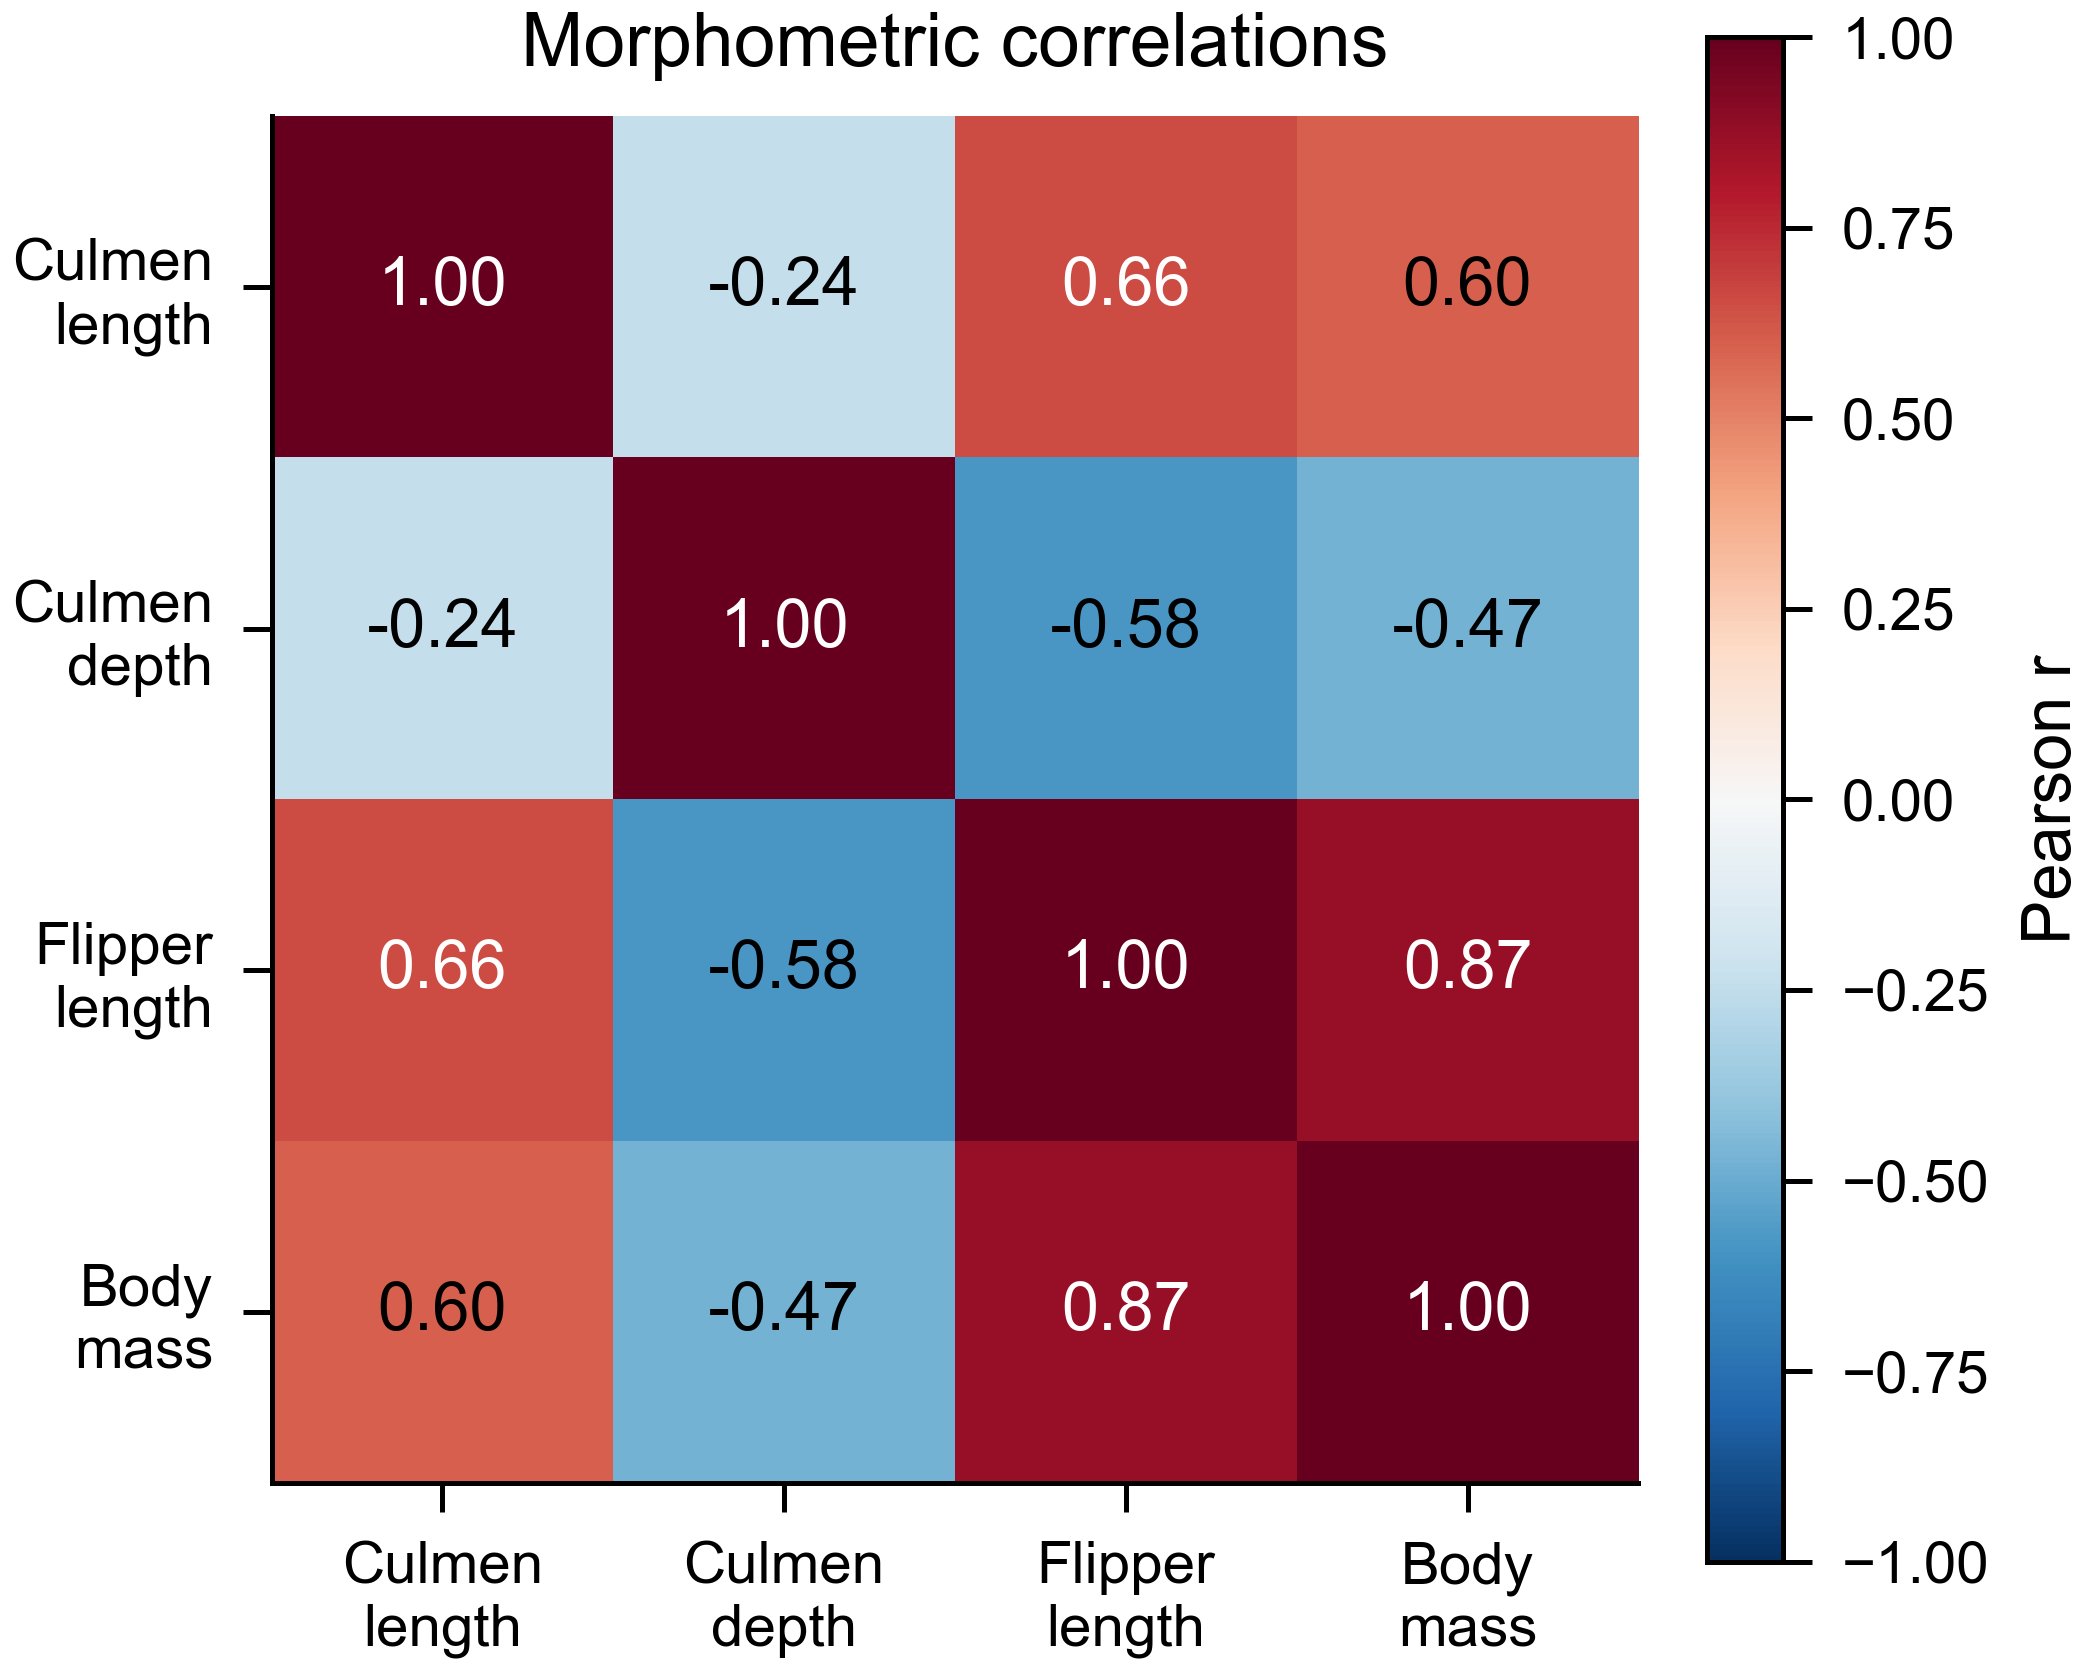 Morphometric correlations
Culmen
length
1.00
-0.24
0.66
0.60
Culmen
depth
-0.24
1.00
-0.58
-0.47
Flipper
length
0.66
-0.58
1.00
0.87
Body
mass
0.60
-0.47
0.87
1.00
Culmen
length
Culmen
depth
Flipper
length
Body
mass
1.00
0.75
0.50
0.25
0.00
−0.25
−0.50
−0.75
−1.00
Pearson r